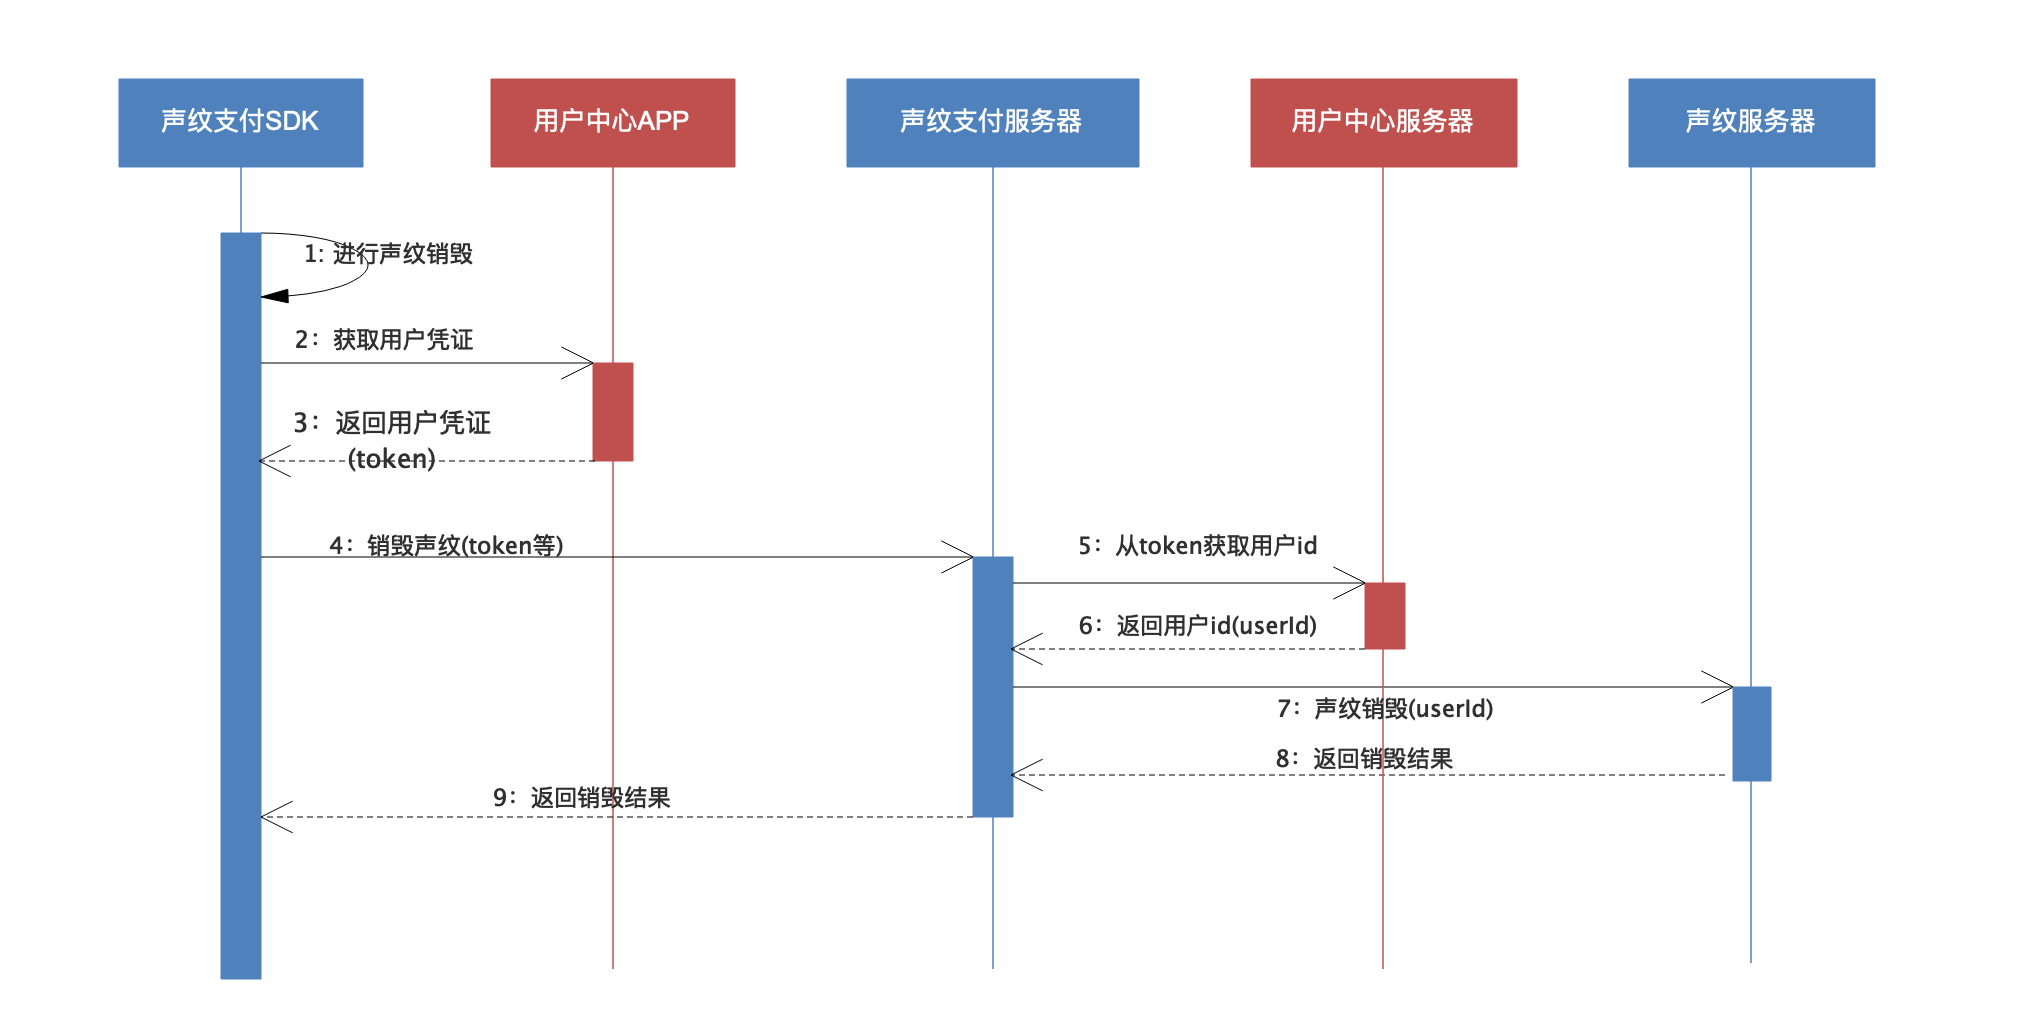 声纹支付SDK
用户中心APP
声纹支付服务器
用户中心服务器
声纹服务器
1: 进行声纹销毁
2：获取用户凭证
3：返回用户凭证
(token)
4：销毁声纹(token等)
5：从token获取用户id
6：返回用户id(userId)
7：声纹销毁(userId)
8：返回销毁结果
9：返回销毁结果